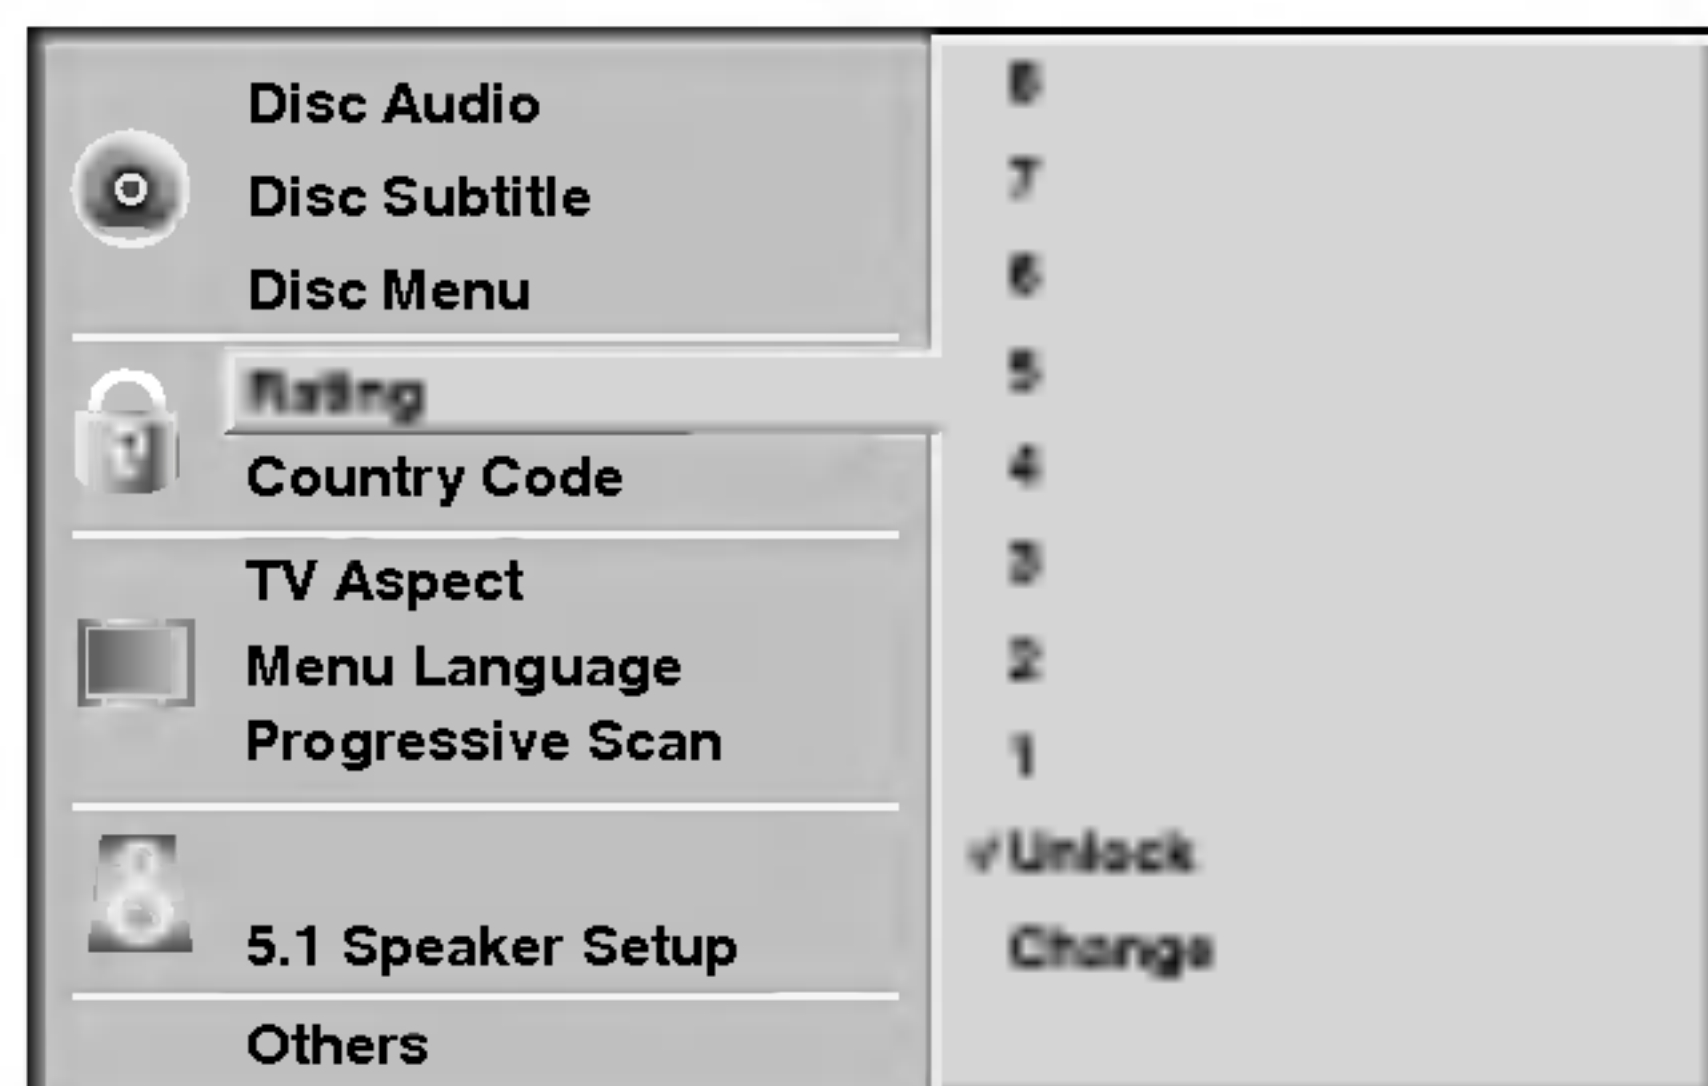 Disc Audio
Disc Subtitle
Disc Menu
Rating
Country Code
TV Aspect
Menu Language
Progressive Scan
5.1 Speaker Setup
Others
8
7
6
5
4
3
2
1
✓Unlock
Change